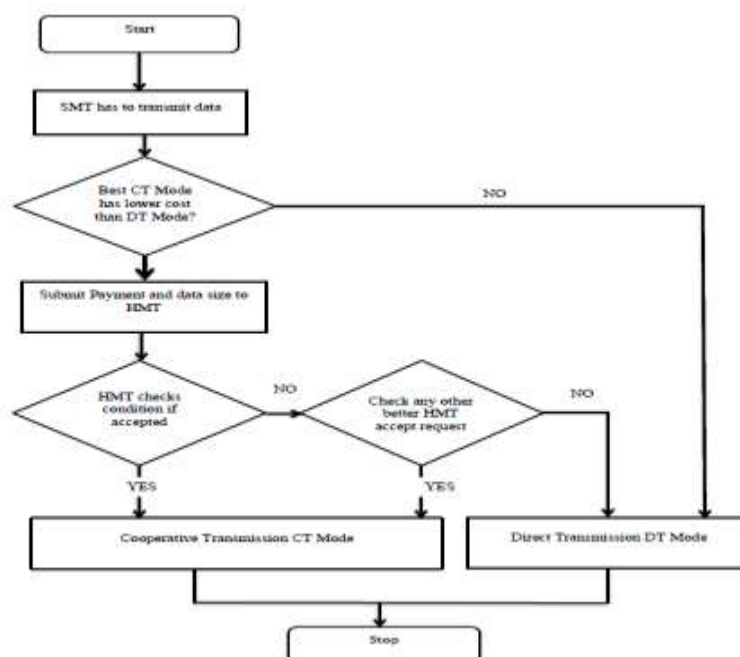 Start
SMT has to transmit data
Best CT Mode
has lower cost
than DT Mode?
NO
Submit Payment and data size to
HMT
HMT checks
condition if
accepted
NO
Check any other
better HMT
accept request
NO
YES
YES
Cooperative Transmission CT Mode
Direct Transmission DT Mode
Stop